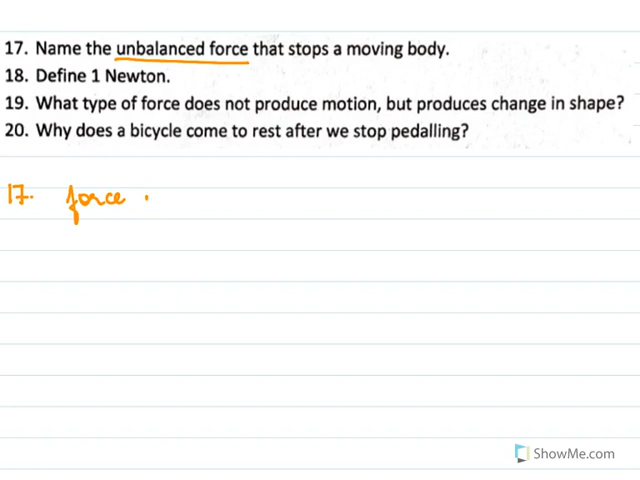 17. Name the unbalanced force that stops a moving body.
18. Define 1 Newton.
19. What type of force does not produce motion, but produces change in shape?
20. Why does a bicycle come to rest after we stop pedalling?
17. force .
ShowMe.com